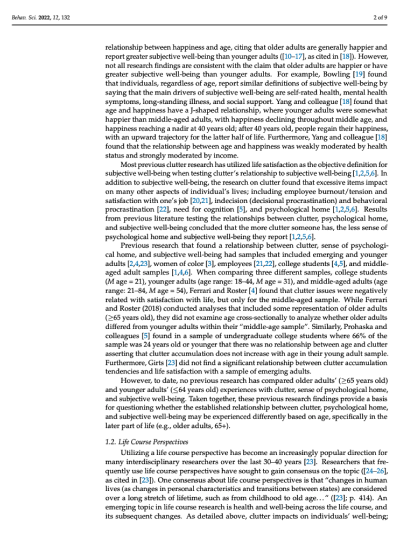 Behav. Sci. 2022, 12, 132
2 of 9
relationship between happiness and age, citing that older adults are generally happier and
report greater subjective well-being than younger adults ([10–17], as cited in [18]). However,
not all research findings are consistent with the claim that older adults are happier or have
greater subjective well-being than younger adults. For example, Bowling [19] found
that individuals, regardless of age, report similar definitions of subjective well-being by
saying that the main drivers of subjective well-being are self-rated health, mental health
symptoms, long-standing illness, and social support. Yang and colleague [18] found that
age and happiness have a J-shaped relationship, where younger adults were somewhat
happier than middle-aged adults, with happiness declining throughout middle age, and
happiness reaching a nadir at 40 years old; after 40 years old, people regain their happiness,
with an upward trajectory for the latter half of life. Furthermore, Yang and colleague [18]
found that the relationship between age and happiness was weakly moderated by health
status and strongly moderated by income.
Most previous clutter research has utilized life satisfaction as the objective definition for
subjective well-being when testing clutter's relationship to subjective well-being [1,2,5,6]. In
addition to subjective well-being, the research on clutter found that excessive items impact
on many other aspects of individual's lives; including employee burnout/tension and
satisfaction with one's job [20,21], indecision (decisional procrastination) and behavioral
procrastination [22], need for cognition [5], and psychological home [1,2,5,6]. Results
from previous literature testing the relationships between clutter, psychological home,
and subjective well-being concluded that the more clutter someone has, the less sense of
psychological home and subjective well-being they report [1,2,5,6].
Previous research that found a relationship between clutter, sense of psychologi-
cal home, and subjective well-being had samples that included emerging and younger
adults [2,4,23], women of color [3], employees [21,22], college students [4,5], and middle-
aged adult samples [1,4,6]. When comparing three different samples, college students
(M age = 21), younger adults (age range: 18–44, M age = 31), and middle-aged adults (age
range: 21–84, M age = 54), Ferrari and Roster [4] found that clutter issues were negatively
related with satisfaction with life, but only for the middle-aged sample. While Ferrari
and Roster (2018) conducted analyses that included some representation of older adults
(≥65 years old), they did not examine age cross-sectionally to analyze whether older adults
differed from younger adults within their "middle-age sample". Similarly, Prohaska and
colleagues [5] found in a sample of undergraduate college students where 66% of the
sample was 24 years old or younger that there was no relationship between age and clutter
asserting that clutter accumulation does not increase with age in their young adult sample.
Furthermore, Girts [23] did not find a significant relationship between clutter accumulation
tendencies and life satisfaction with a sample of emerging adults.
However, to date, no previous research has compared older adults' (≥65 years old)
and younger adults' (≤64 years old) experiences with clutter, sense of psychological home,
and subjective well-being. Taken together, these previous research findings provide a basis
for questioning whether the established relationship between clutter, psychological home,
and subjective well-being may be experienced differently based on age, specifically in the
later part of life (e.g., older adults, 65+).
1.2. Life Course Perspectives
Utilizing a life course perspective has become an increasingly popular direction for
many interdisciplinary researchers over the last 30–40 years [23]. Researchers that fre-
quently use life course perspectives have sought to gain consensus on the topic ([24–26],
as cited in [23]). One consensus about life course perspectives is that "changes in human
lives (as changes in personal characteristics and transitions between states) are considered
over a long stretch of lifetime, such as from childhood to old age. . . " ([23]; p. 414). An
emerging topic in life course research is health and well-being across the life course, and
its subsequent changes. As detailed above, clutter impacts on individuals' well-being;